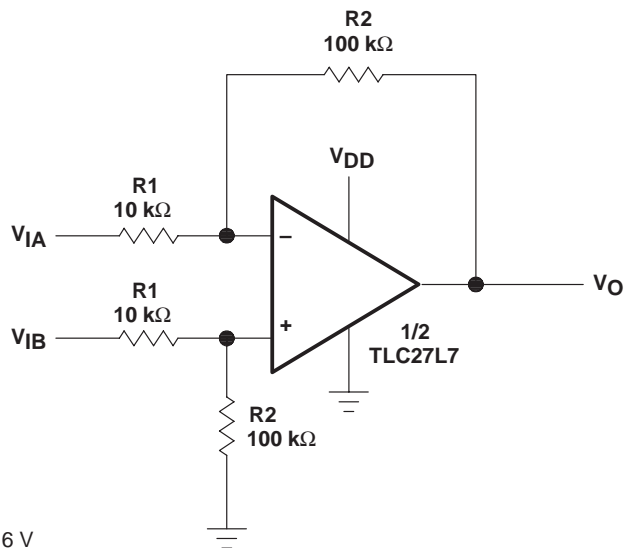 R2
100 kΩ
VDD
R1
10 kΩ
VIA
−
R1
10 kΩ
VO
VIB
+
1/2
TLC27L7
R2
100 kΩ
6 V